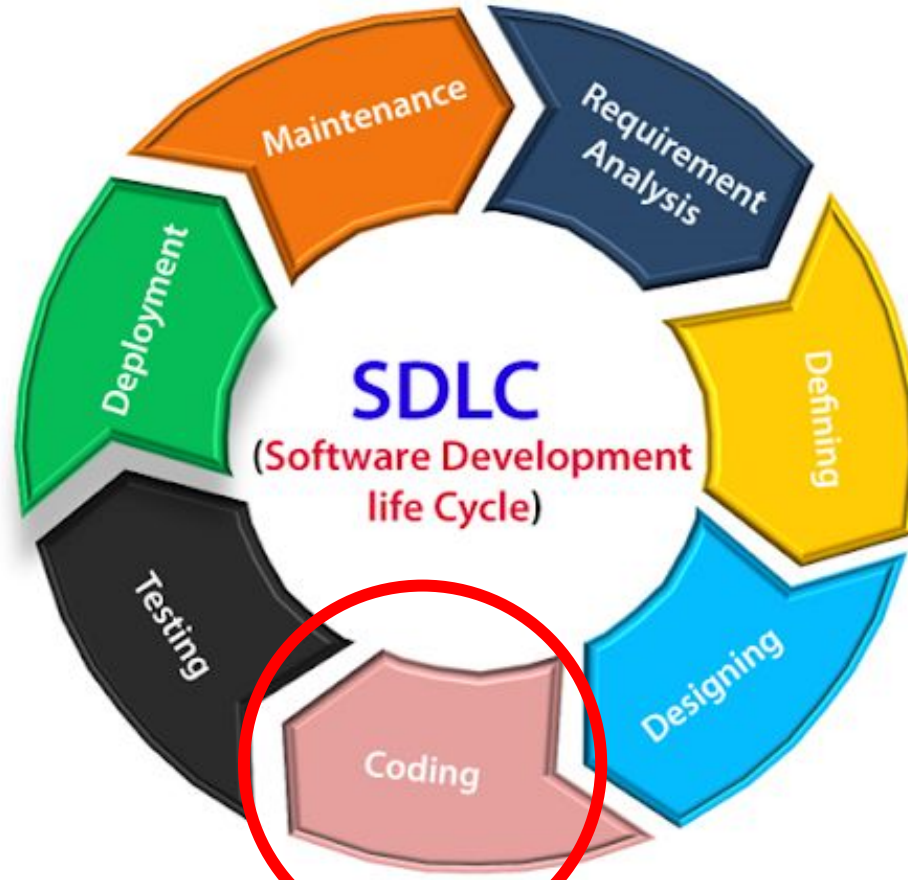 SDLC
(Software Development
life Cycle)
Requirement
Analysis
Defining
Designing
Coding
Testing
Deployment
Maintenance